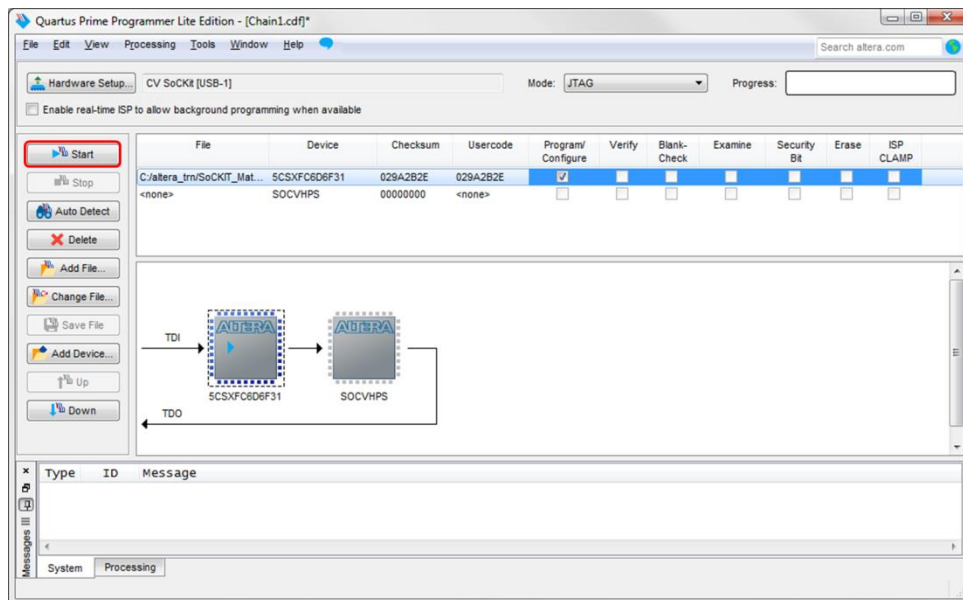 Quartus Prime Programmer Lite Edition - [Chain1.cdf]*
File Edit View Processing Tools Window Help
Search altera.com
Hardware Setup... CV SoCKit [USB-1] Mode: JTAG Progress:
Enable real-time ISP to allow background programming when available
Start
Stop
Auto Detect
Delete
Add File...
Change File...
Save File
Add Device...
Up
Down
File Device Checksum Usercode Program/ Configure Verify Blank- Check Examine Security Bit Erase ISP CLAMP
C:/altera_trn/SoCKIT_Mat... 5CSXFC6D6F31 029A2B2E 029A2B2E
<none> SOCVHPS 00000000 <none>
TDI
ALTERA
ALTERA
5CSXFC6D6F31
SOCVHPS
TDO
Messages
Type ID Message
System Processing